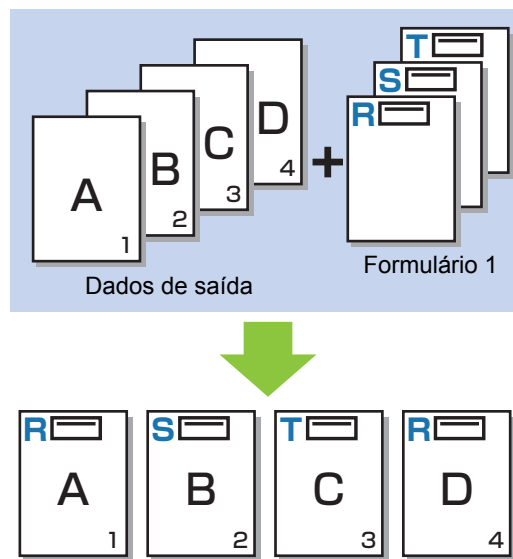 A
1
B
2
C
3
D
4
+
R
S
T
Dados de saída
Formulário 1
R S T R
A B C D
1 2 3 4